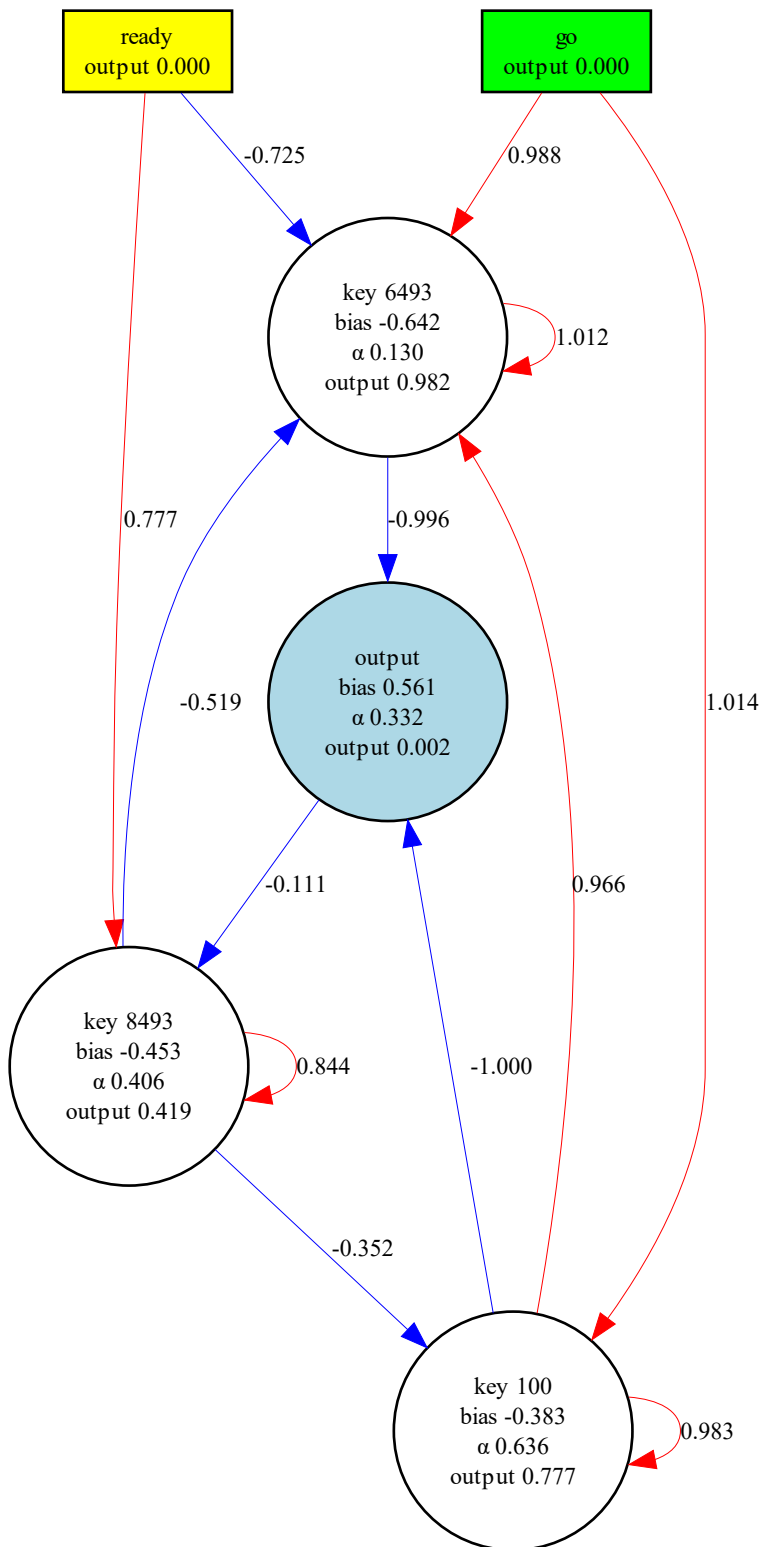 ready
output 0.000
go
output 0.000
-0.725
0.988
key 6493
bias -0.642
α 0.130
output 0.982
1.012
0.777
-0.996
output
bias 0.561
α 0.332
output 0.002
-0.519
1.014
-0.111
0.966
key 8493
bias -0.453
α 0.406
output 0.419
0.844
-1.000
-0.352
key 100
bias -0.383
α 0.636
output 0.777
0.983